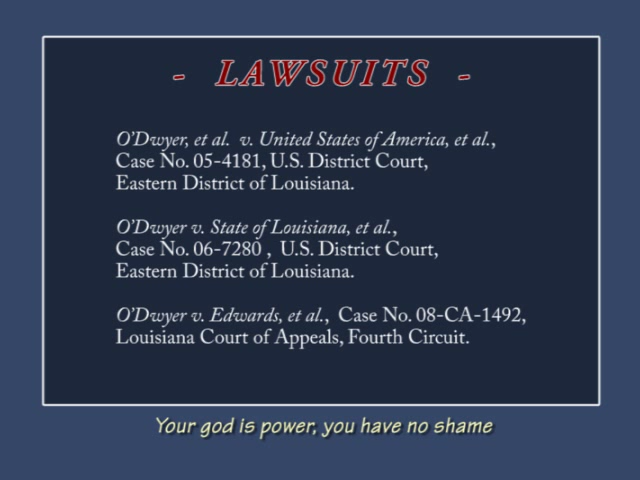 - LAWSUITS -
O'Dwyer, et al. v. United States of America, et al.,
Case No. 05-4181, U.S. District Court,
Eastern District of Louisiana.
O'Dwyer v. State of Louisiana, et al.,
Case No. 06-7280 , U.S. District Court,
Eastern District of Louisiana.
O'Dwyer v. Edwards, et al., Case No. 08-CA-1492,
Louisiana Court of Appeals, Fourth Circuit.
Your god is power, you have no shame